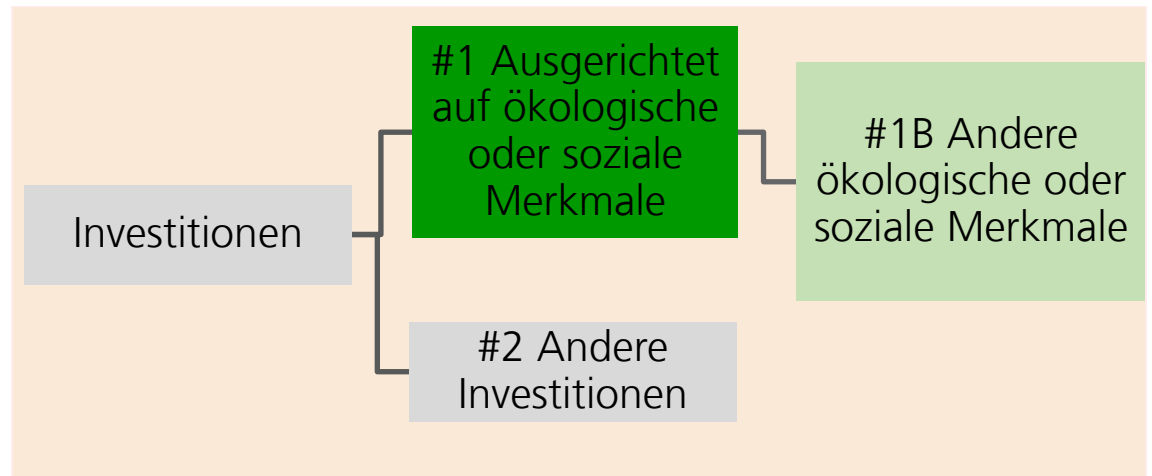 #1 Ausgerichtet
auf ökologische
oder soziale
Merkmale
#1B Andere
ökologische oder
soziale Merkmale
Investitionen
#2 Andere
Investitionen